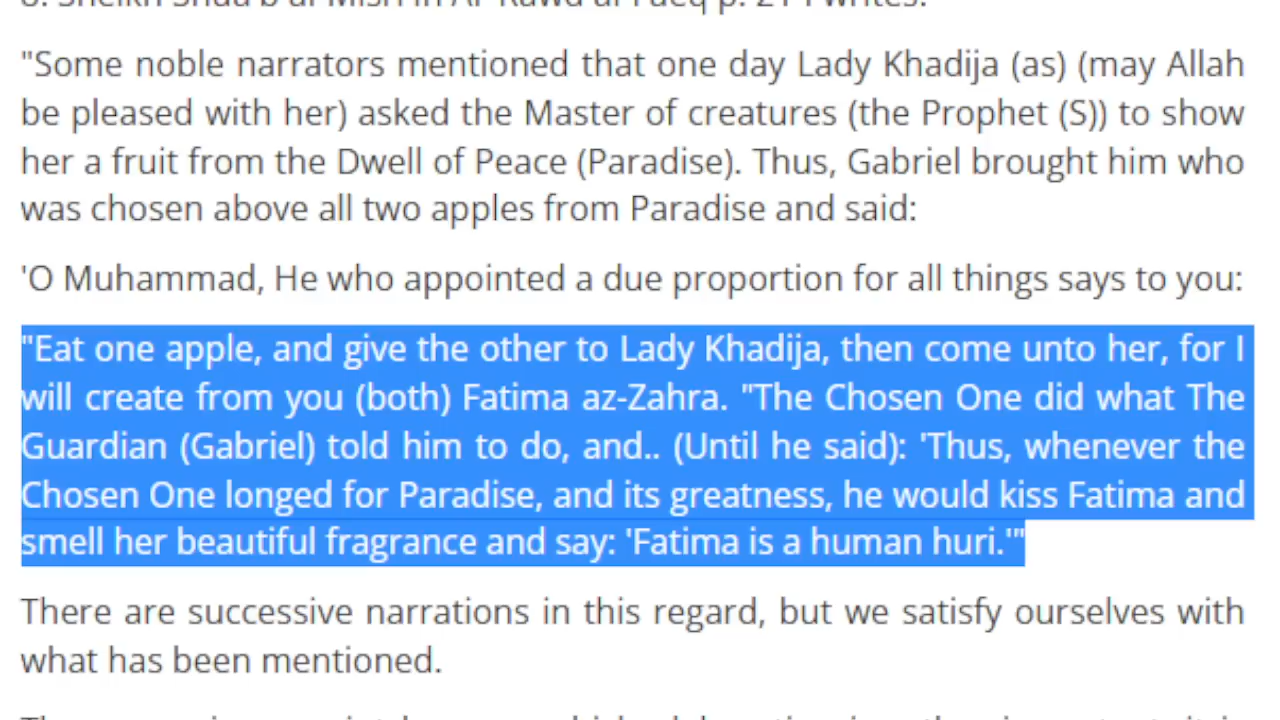 "Some noble narrators mentioned that one day Lady Khadija (as) (may Allah
be pleased with her) asked the Master of creatures (the Prophet (S)) to show
her a fruit from the Dwell of Peace (Paradise). Thus, Gabriel brought him who
was chosen above all two apples from Paradise and said:
'O Muhammad, He who appointed a due proportion for all things says to you:
"Eat one apple, and give the other to Lady Khadija, then come unto her, for I
will create from you (both) Fatima az-Zahra. "The Chosen One did what The
Guardian (Gabriel) told him to do, and.. (Until he said): 'Thus, whenever the
Chosen One longed for Paradise, and its greatness, he would kiss Fatima and
smell her beautiful fragrance and say: 'Fatima is a human huri.'"
There are successive narrations in this regard, but we satisfy ourselves with
what has been mentioned.